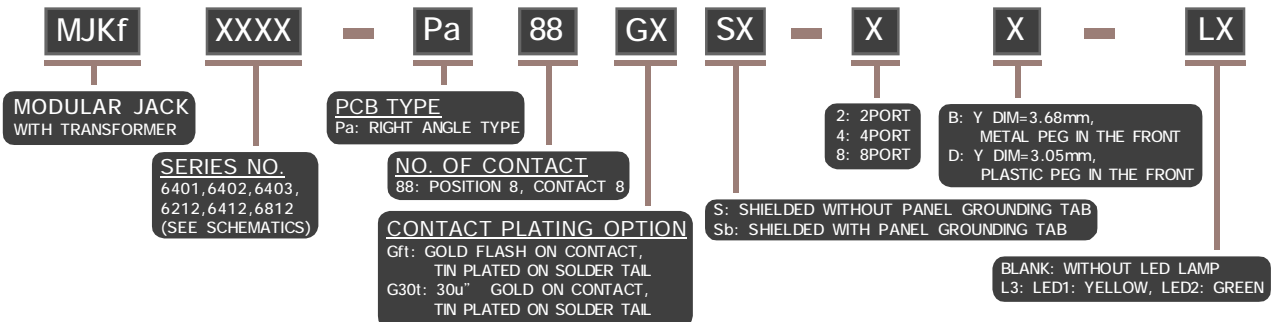 MJKf XXXX - Pa 88 GX SX - X X - LX
MODULAR JACK
WITH TRANSFORMER
SERIES NO.
6401,6402,6403,
6212,6412,6812
(SEE SCHEMATICS)
PCB TYPE
Pa: RIGHT ANGLE TYPE
NO. OF CONTACT
88: POSITION 8, CONTACT 8
CONTACT PLATING OPTION
Gft: GOLD FLASH ON CONTACT,
TIN PLATED ON SOLDER TAIL
G30t: 30u” GOLD ON CONTACT,
TIN PLATED ON SOLDER TAIL
S: SHIELDED WITHOUT PANEL GROUNDING TAB
Sb: SHIELDED WITH PANEL GROUNDING TAB
2: 2PORT
4: 4PORT
8: 8PORT
B: Y DIM=3.68mm,
METAL PEG IN THE FRONT
D: Y DIM=3.05mm,
PLASTIC PEG IN THE FRONT
BLANK: WITHOUT LED LAMP
L3: LED1: YELLOW, LED2: GREEN